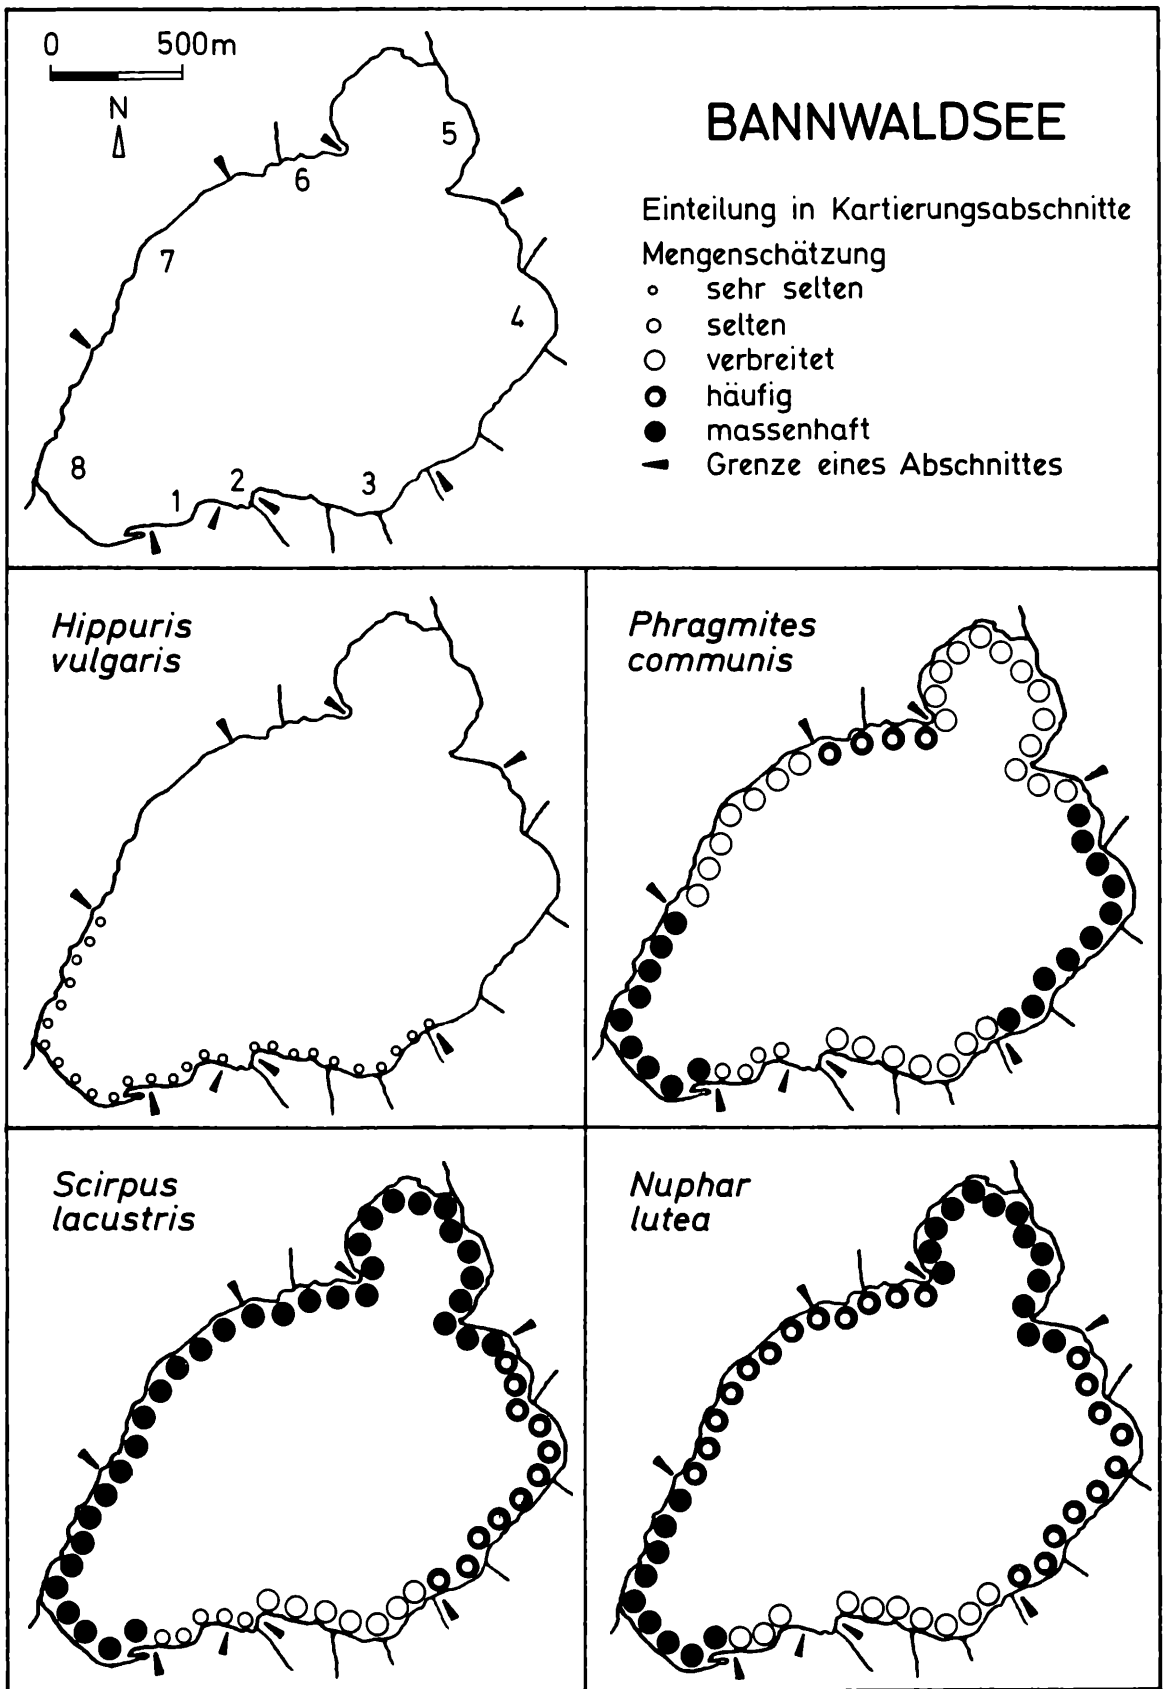 0 500m
N
BANNWALDSEE
Einteilung in Kartierungsabschnitte
Mengenschätzung
sehr selten
selten
verbreitet
häufig
massenhaft
Grenze eines Abschnittes
5
6
7
4
8
1
2
3
Hippuris
vulgaris
Phragmites
communis
Scirpus
lacustris
Nuphar
lutea